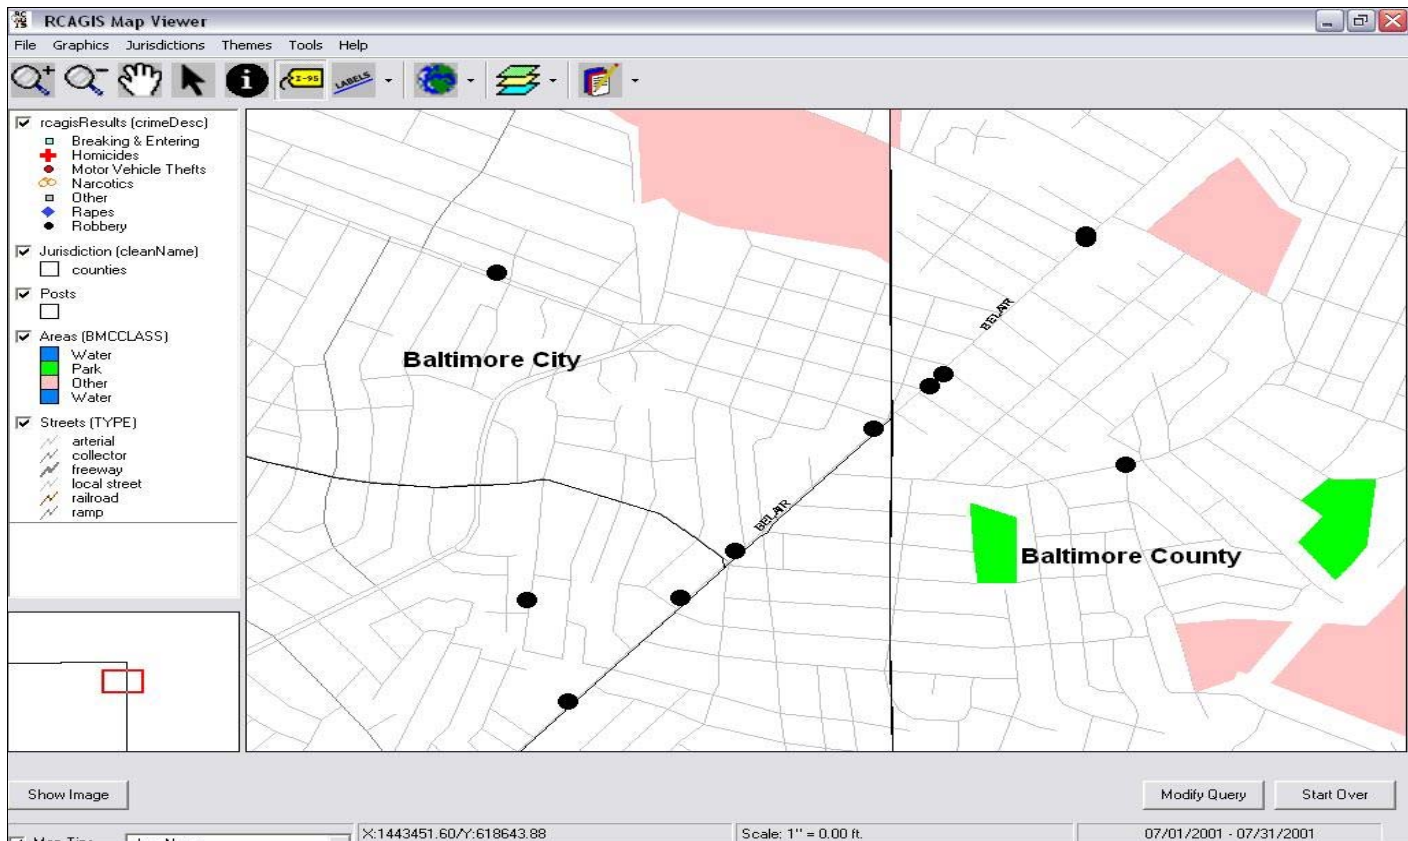 RCAGIS Map Viewer
File Graphics Jurisdictions Themes Tools Help
I-95
LABELS
rcagisResults (crimeDesc)
Breaking & Entering
Homicides
Motor Vehicle Thefts
Narcotics
Other
Rapes
Robbery
Jurisdiction (cleanName)
counties
Posts
Areas (BMCCLASS)
Water
Park
Other
Water
Streets (TYPE)
arterial
collector
freeway
local street
railroad
ramp
BELAIR
Baltimore City
BELAIR
Baltimore County
Show Image
Modify Query
Start Over
X:1443451.60/Y:618643.88
Scale: 1" = 0.00 ft.
07/01/2001 - 07/31/2001